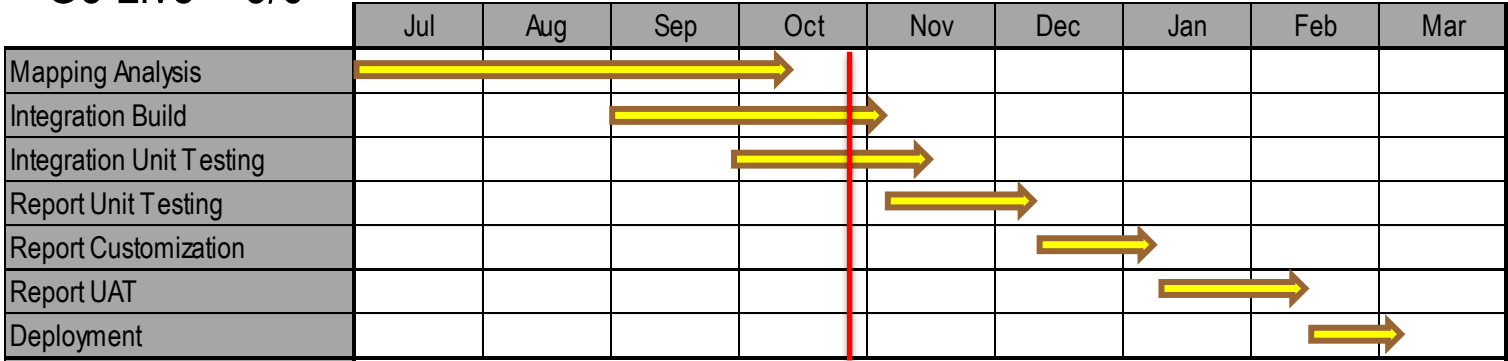 Jul Aug Sep Oct Nov Dec Jan Feb Mar
Mapping Analysis
Integration Build
Integration Unit Testing
Report Unit Testing
Report Customization
Report UAT
Deployment